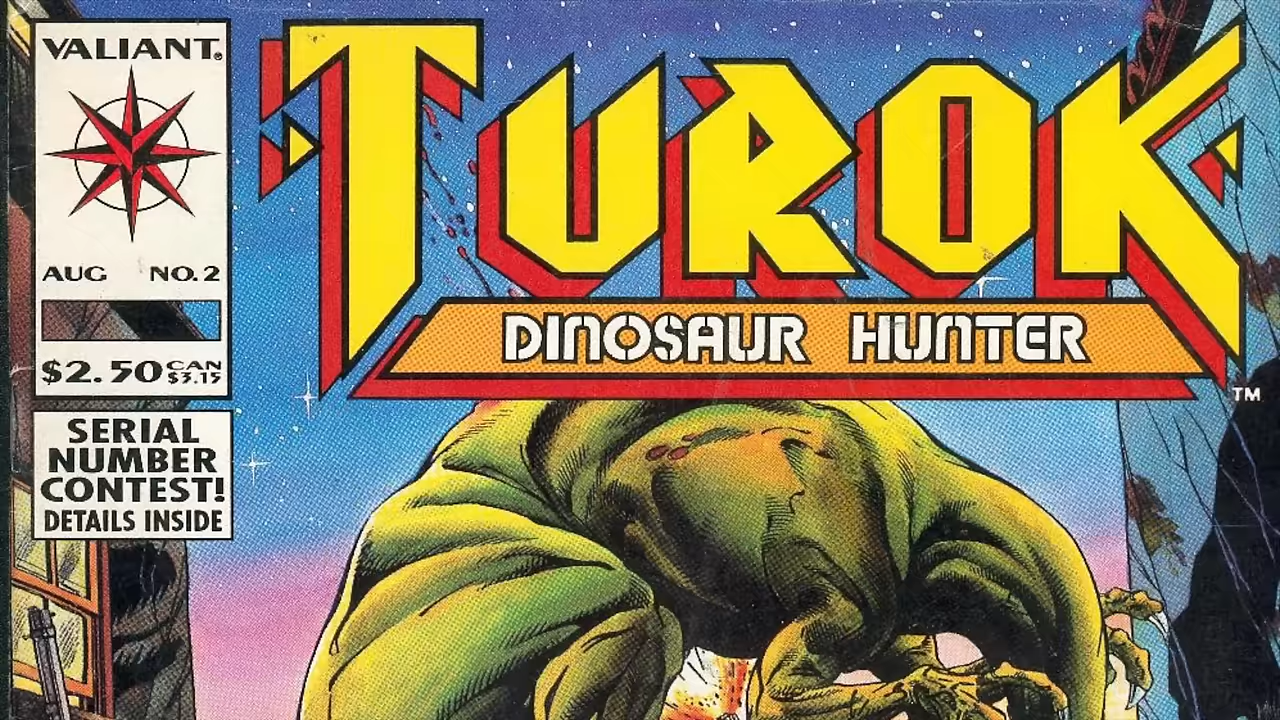 VALIANT®
AUG NO. 2
$2.50 CAN $3.15
SERIAL
NUMBER
CONTEST!
DETAILS INSIDE
TUROK
DINOSAUR HUNTER
TM